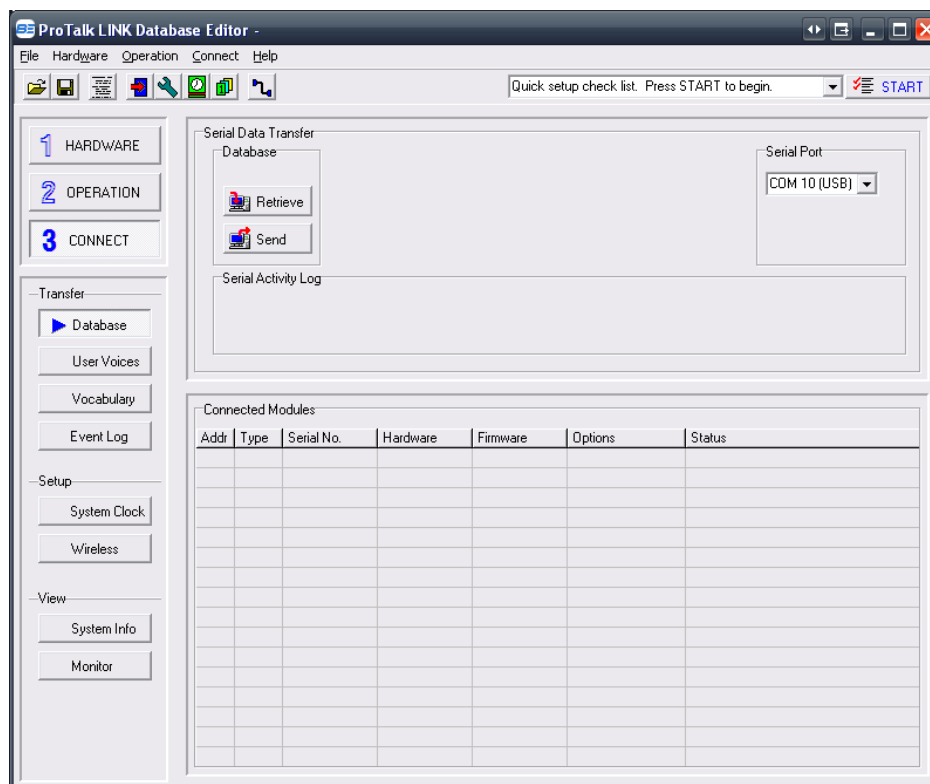 ProTalk LINK Database Editor -
File Hardware Operation Connect Help
Quick setup check list. Press START to begin. START
1 HARDWARE
2 OPERATION
3 CONNECT
Transfer
Database
User Voices
Vocabulary
Event Log
Setup
System Clock
Wireless
View
System Info
Monitor
Serial Data Transfer
Database
Retrieve
Send
Serial Port
COM 10 (USB)
Serial Activity Log
Connected Modules
Addr Type Serial No. Hardware Firmware Options Status